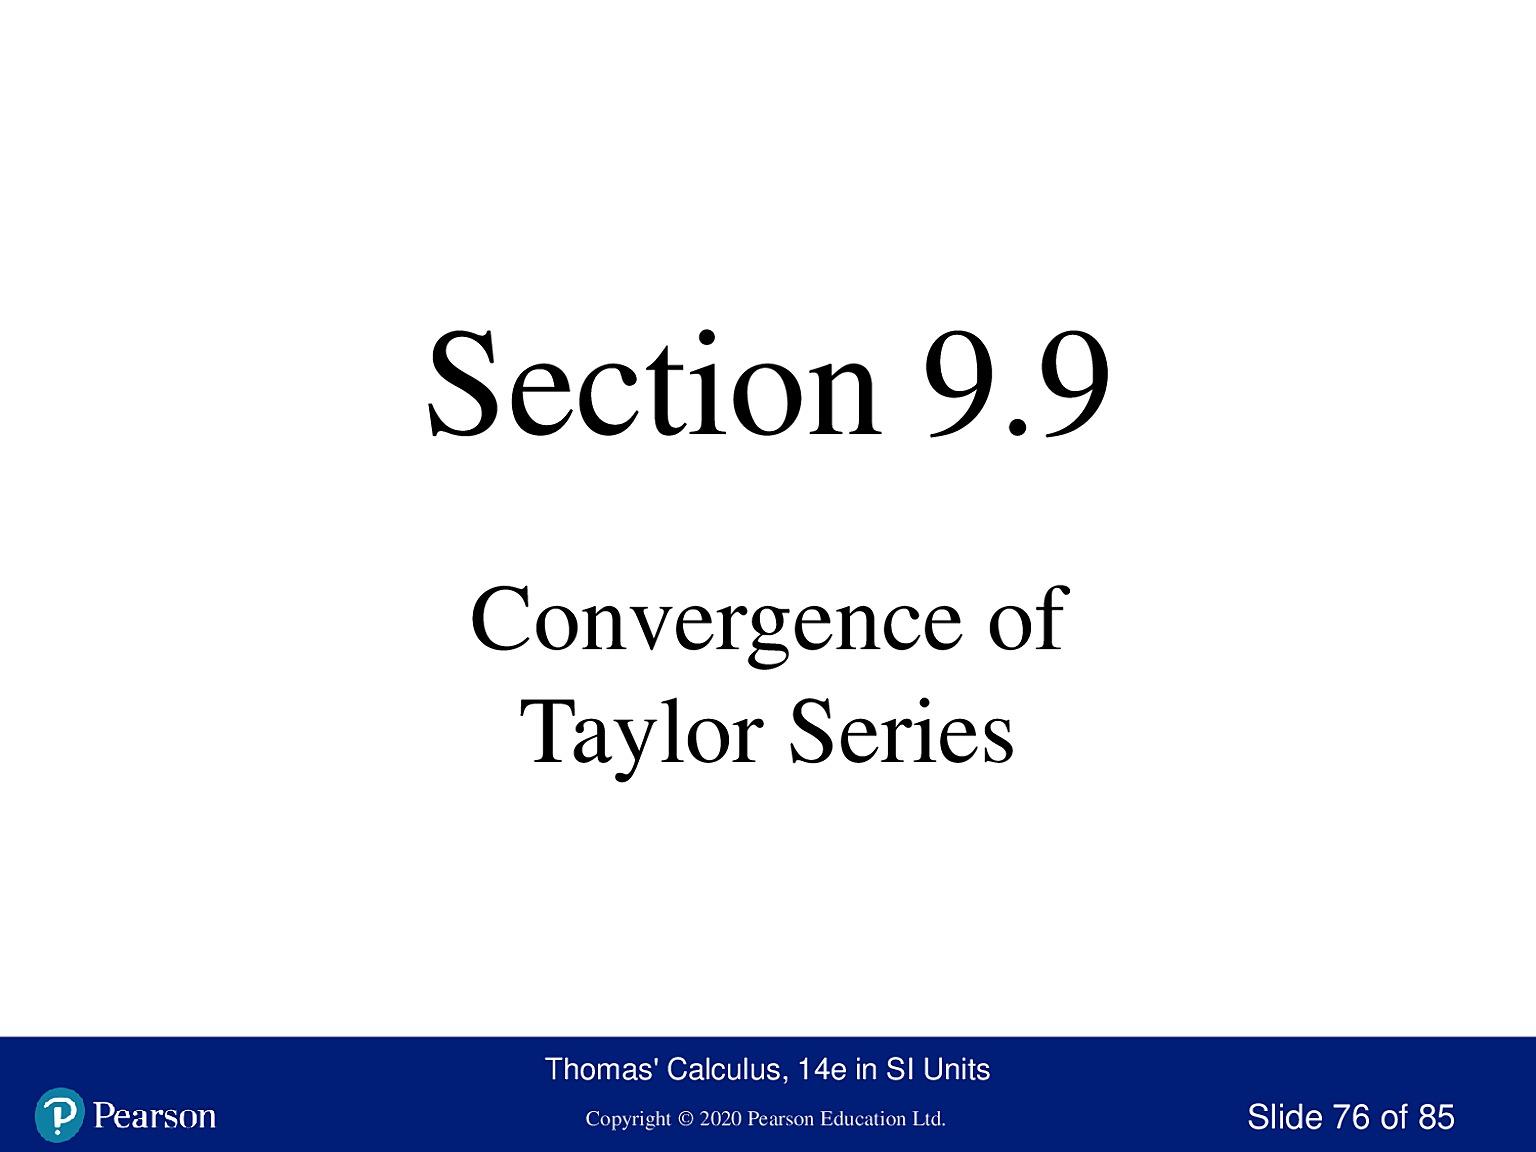 Section 9.9
Convergence of
Taylor Series
Thomas' Calculus, 14e in SI Units
Pearson
Copyright © 2020 Pearson Education Ltd.
Slide 76 of 85